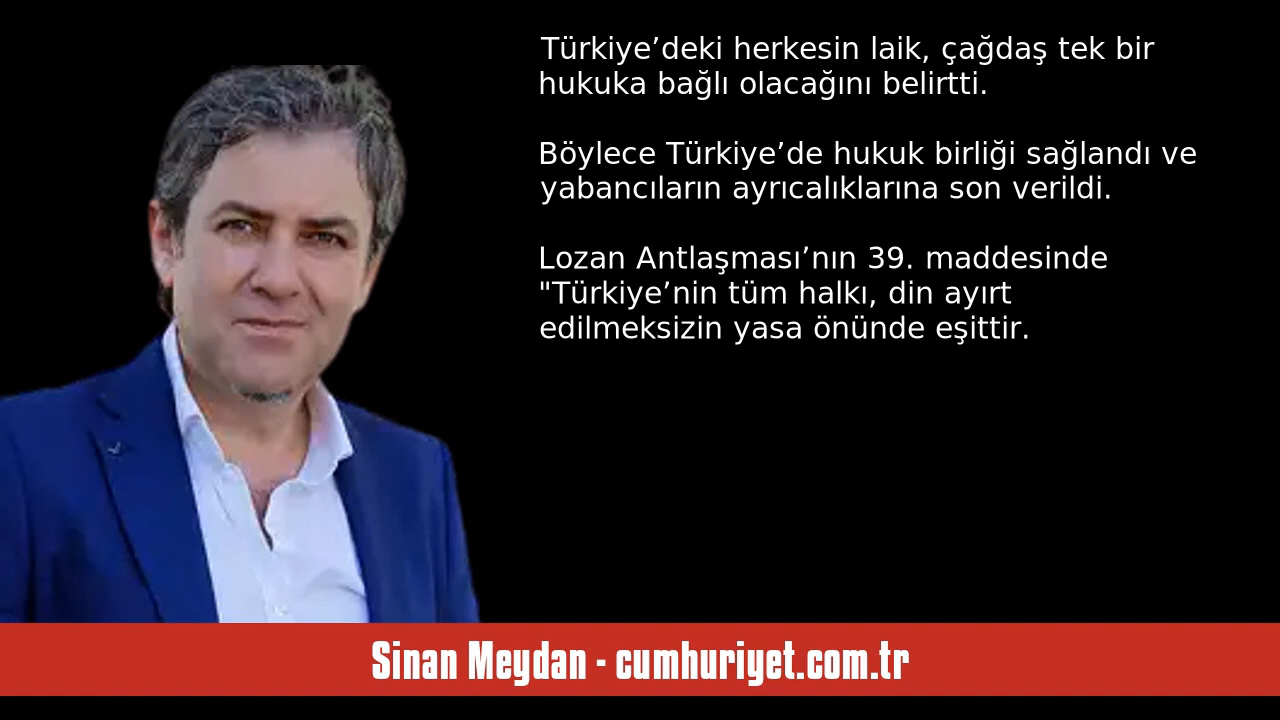 Türkiye’deki herkesin laik, çağdaş tek bir
hukuka bağlı olacağını belirtti.
Böylece Türkiye’de hukuk birliği sağlandı ve
yabancıların ayrıcalıklarına son verildi.
Lozan Antlaşması’nın 39. maddesinde
"Türkiye’nin tüm halkı, din ayırt
edilmeksizin yasa önünde eşittir.
Sinan Meydan - cumhuriyet.com.tr